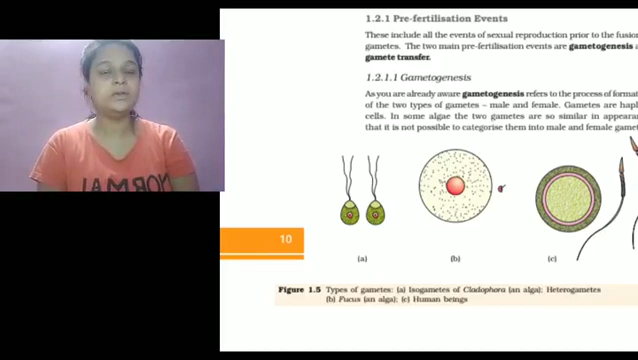 1.2.1 Pre-fertilisation Events
These include all the events of sexual reproduction prior to the fusion
gametes. The two main pre-fertilisation events are gametogenesis
gamete transfer.
1.2.1.1 Gametogenesis
As you are already aware gametogenesis refers to the process of format
of the two types of gametes – male and female. Gametes are hapl
cells. In some algae the two gametes are so similar in appeara
that it is not possible to categorise them into male and female gamet
NORMAL
10
(a) (b) (c)
Figure 1.5 Types of gametes: (a) Isogametes of Cladophora (an alga); Heterogametes
(b) Fucus (an alga); (c) Human beings